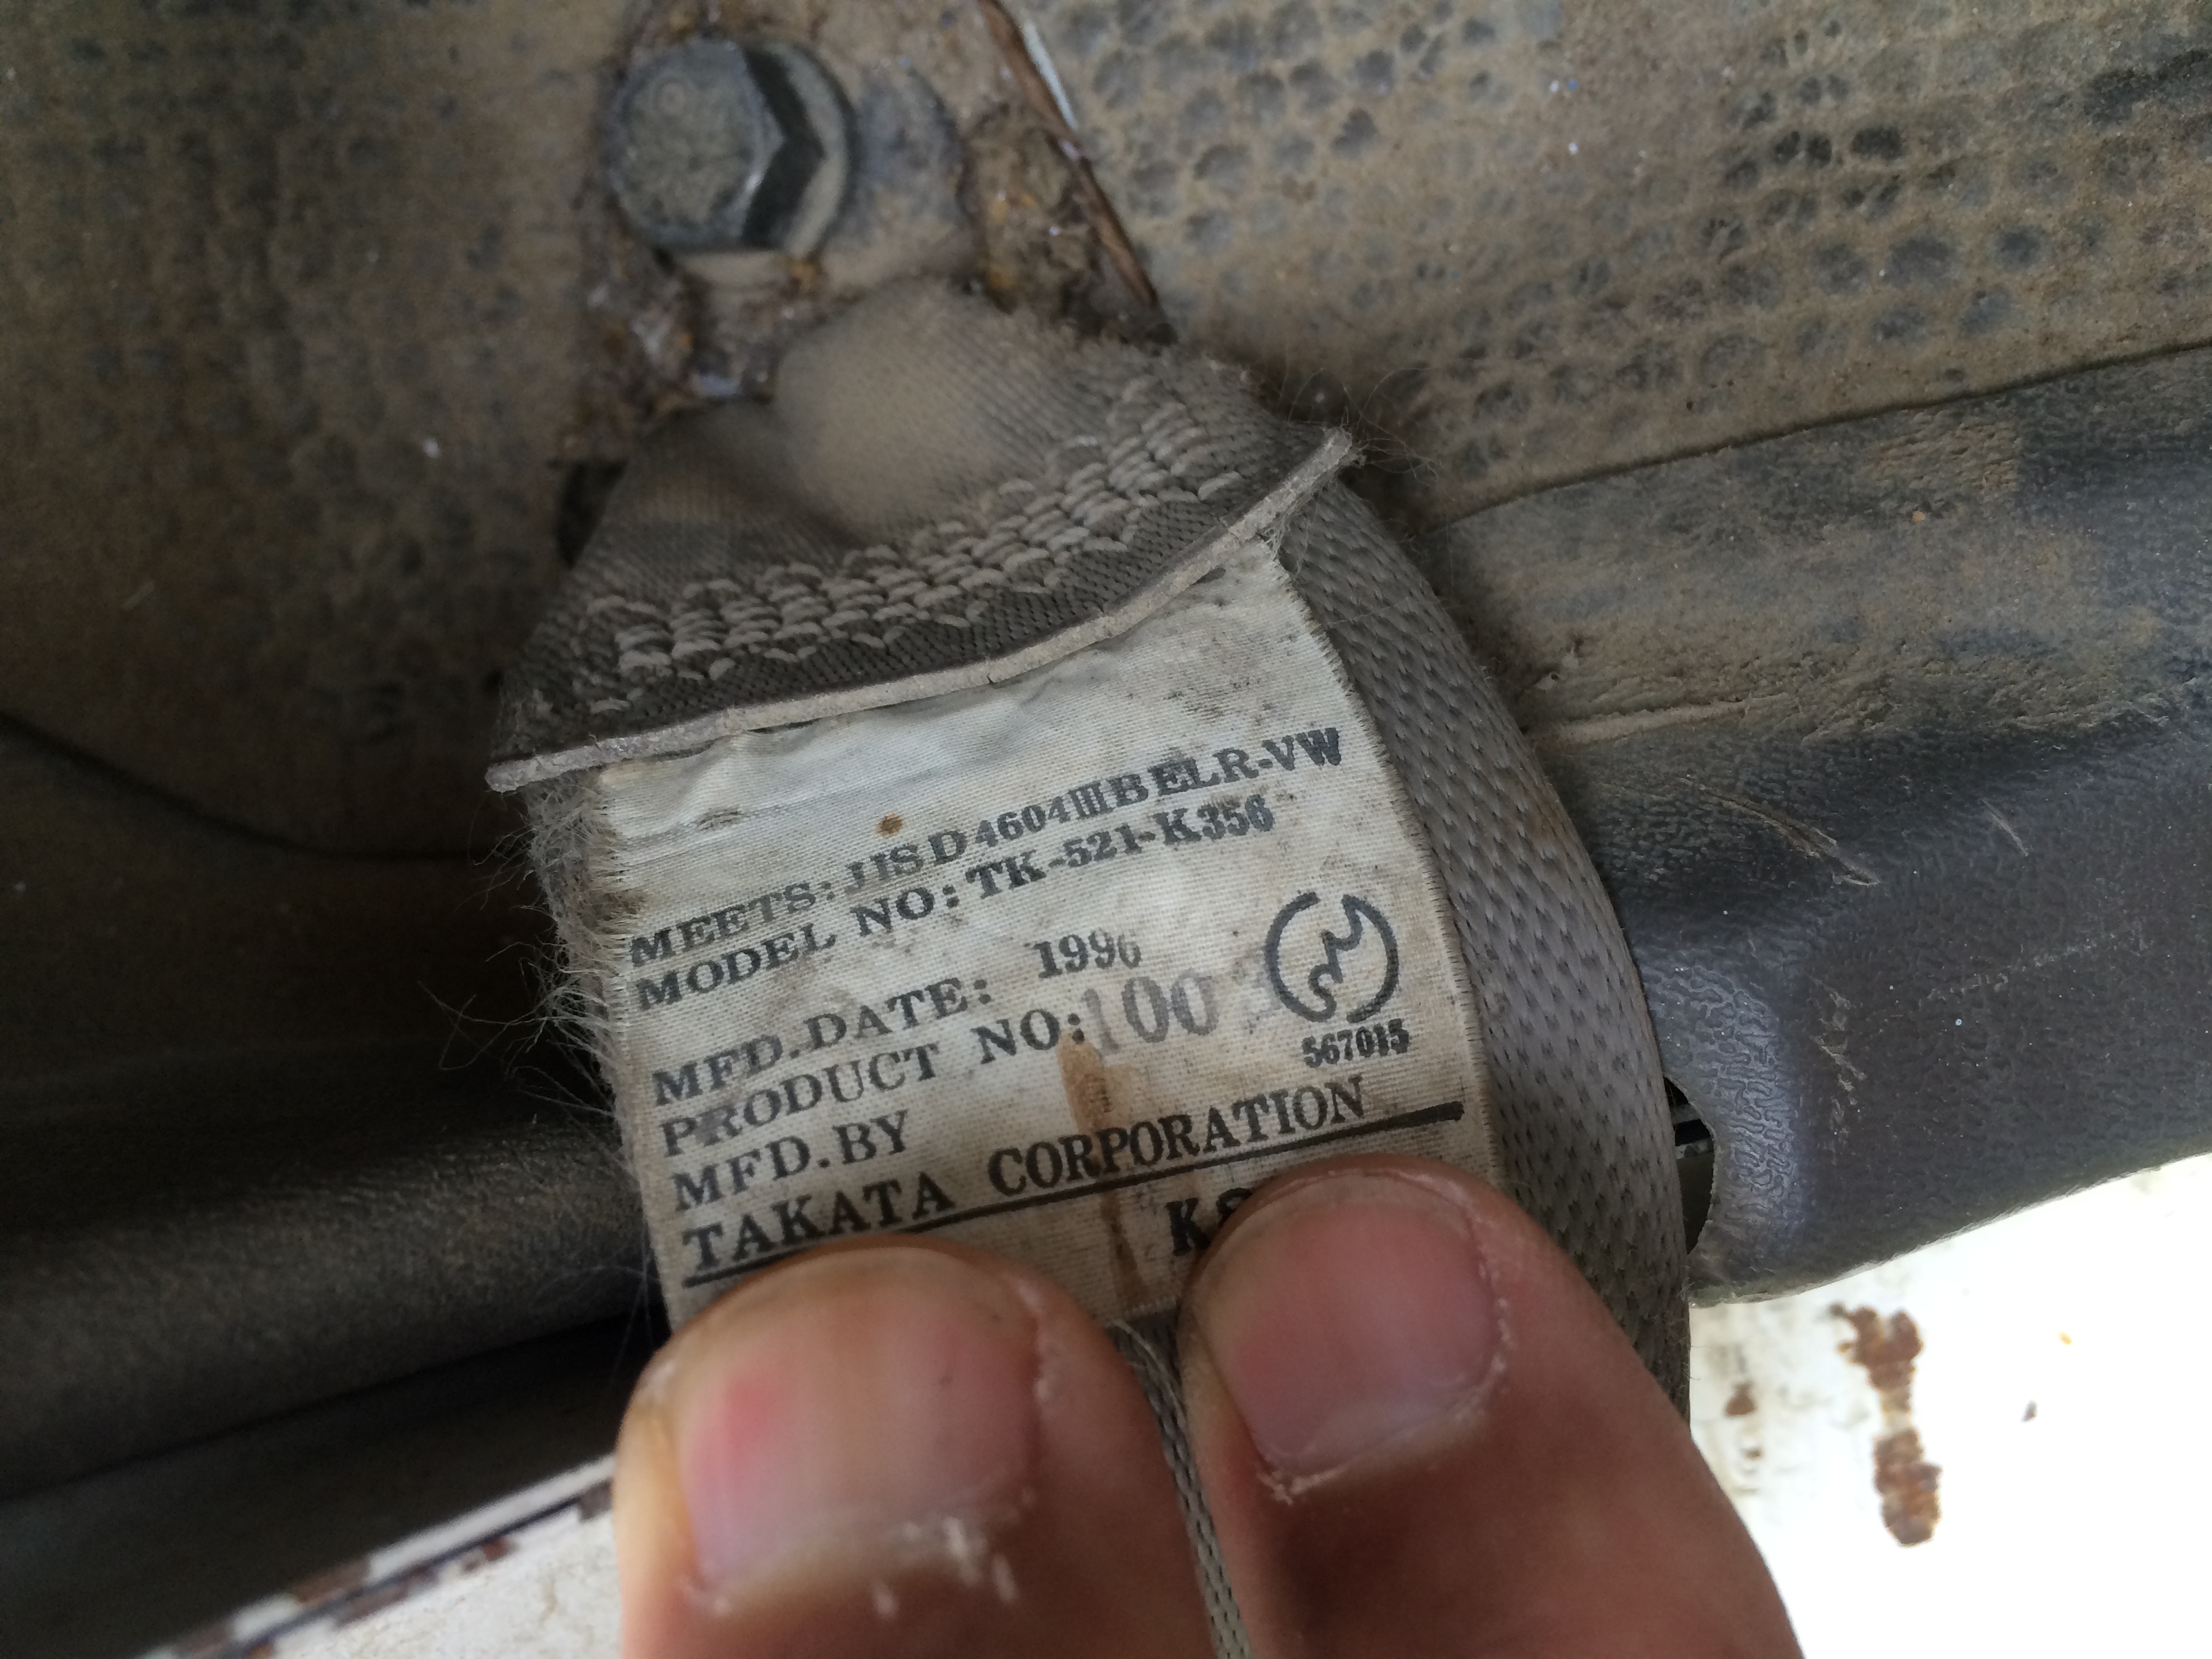 MEETS: JIS D 4604 III B ELR-VW
MODEL NO: TK-521-K356
MFD.DATE: 1996
PRODUCT NO: 100
567015
MFD.BY
TAKATA CORPORATION